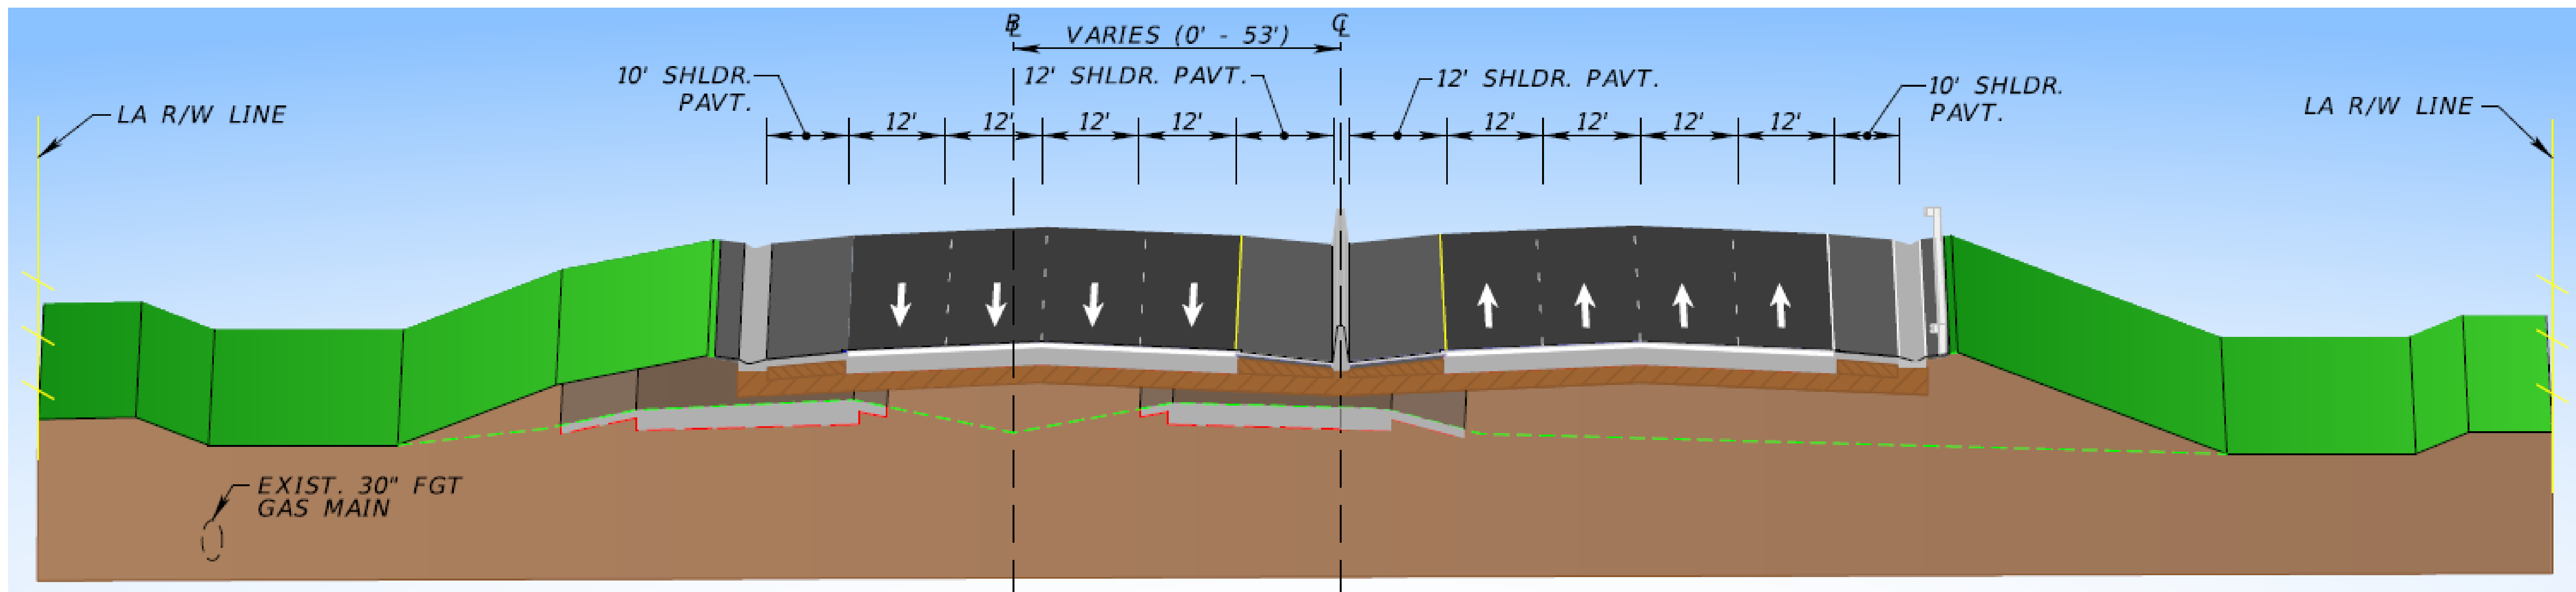 ℄
VARIES (0' - 53')
10' SHLDR.
PAVT.
12' SHLDR. PAVT.
12' SHLDR. PAVT.
10' SHLDR.
PAVT.
LA R/W LINE
LA R/W LINE
12'
12'
12'
12'
12'
12'
12'
12'
EXIST. 30" FGT
GAS MAIN